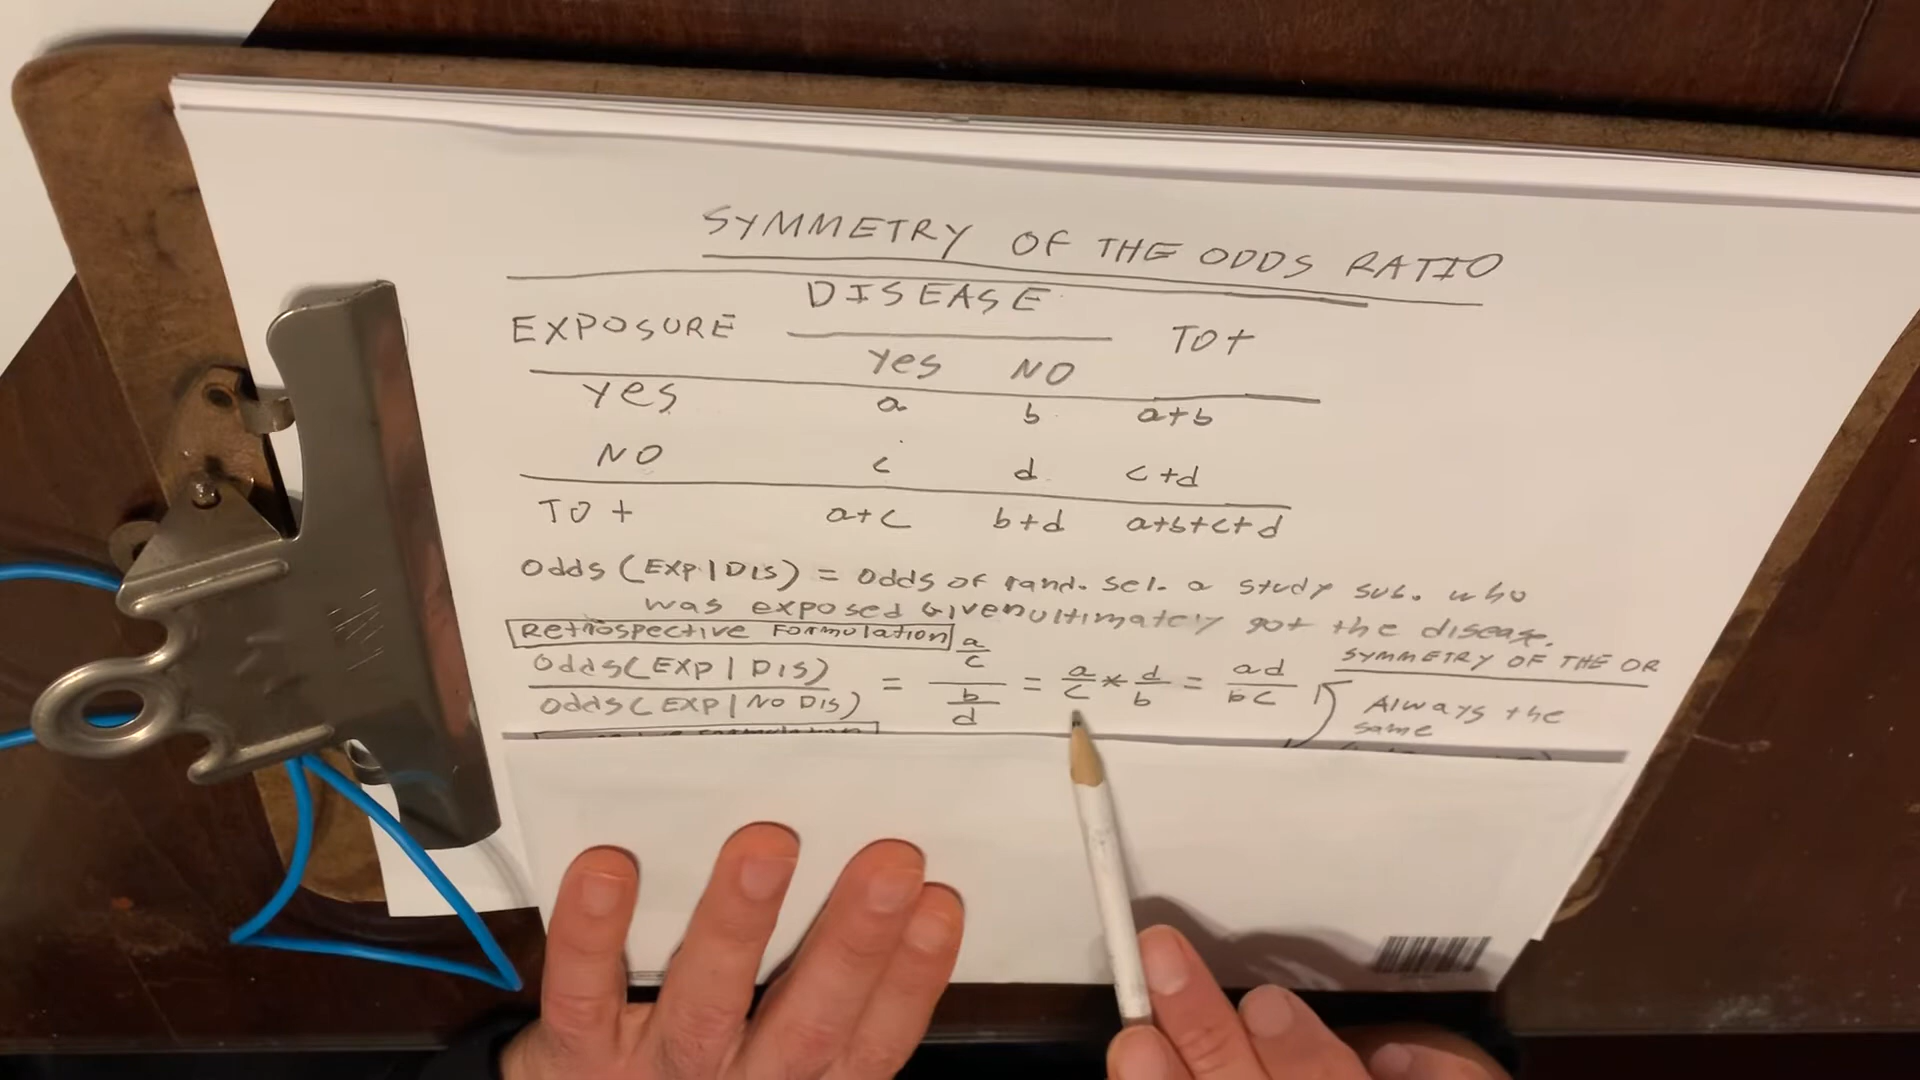 SYMMETRY OF THE ODDS RATIO
DISEASE
EXPOSURE TOT
Yes NO
Yes a b a+b
NO c d c+d
TOT a+c b+d a+b+c+d
Odds (EXP|DIS) = Odds of rand. sel. a study sub. who
was exposed Given ultimately got the disease.
Retrospective Formulation
Odds(EXP|DIS) / Odds(EXP|NO DIS) = a/c / b/d = a/c * d/b = ad/bc
SYMMETRY OF THE OR
Always the
same